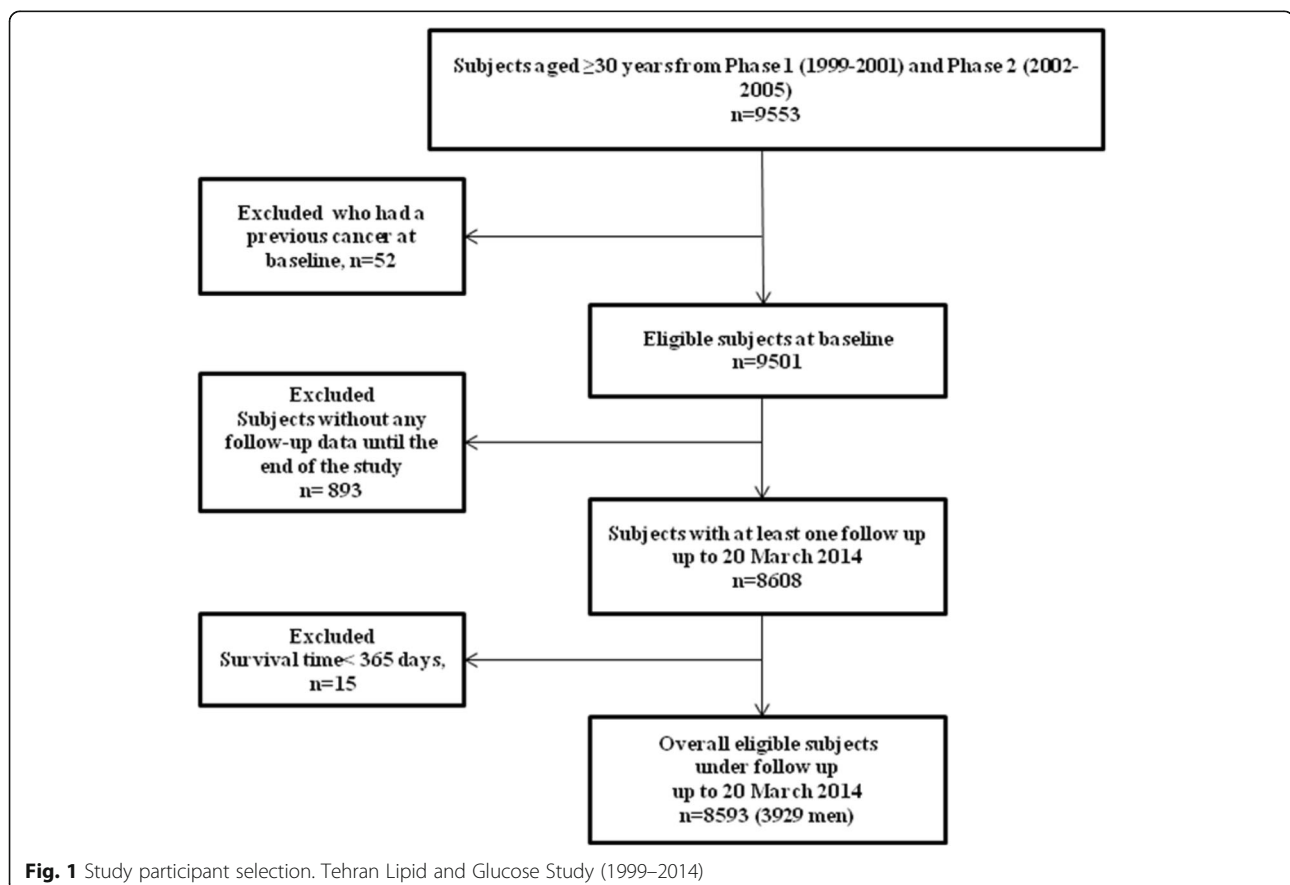 Subjects aged ≥30 years from Phase 1 (1999-2001) and Phase 2 (2002-
2005)
n=9553
Excluded who had a
previous cancer at
baseline, n=52
Eligible subjects at baseline
n=9501
Excluded
Subjects without any
follow-up data until the
end of the study
n= 893
Subjects with at least one follow up
up to 20 March 2014
n=8608
Excluded
Survival time< 365 days,
n=15
Overall eligible subjects
under follow up
up to 20 March 2014
n=8593 (3929 men)
Fig. 1 Study participant selection. Tehran Lipid and Glucose Study (1999–2014)